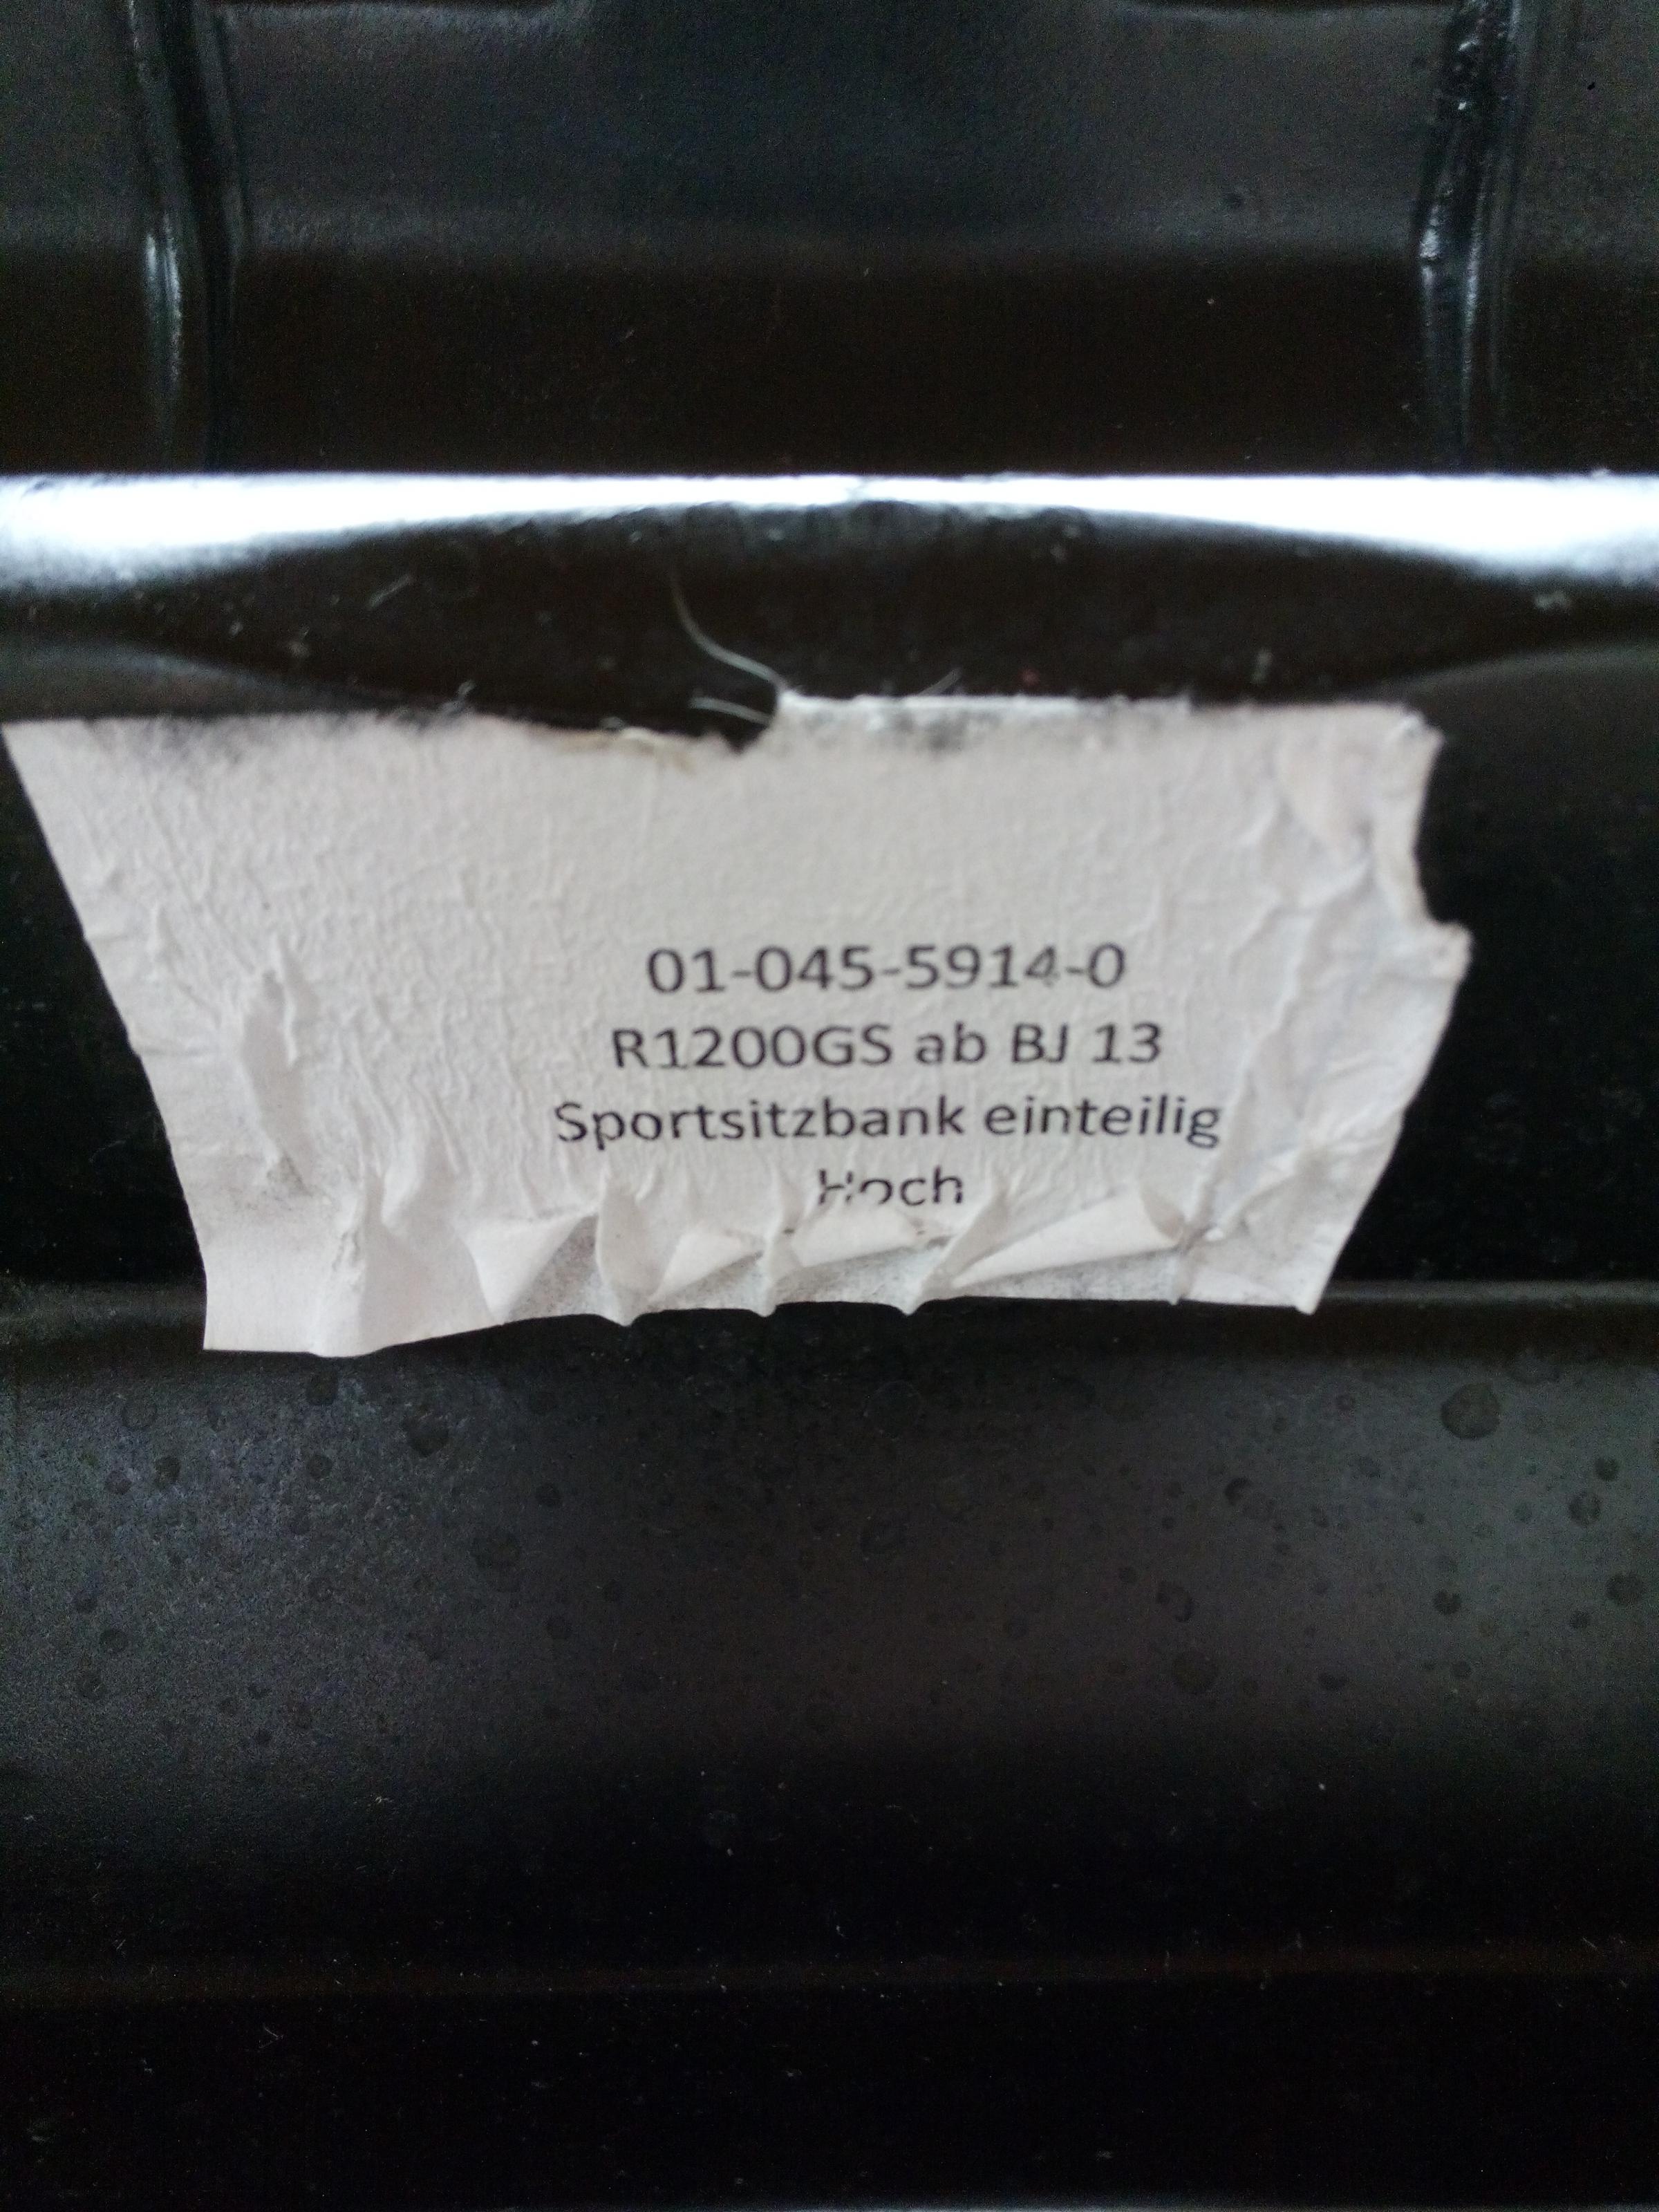 01-045-5914-0
R1200GS ab BJ 13
Sportsitzbank einteilig
Hoch